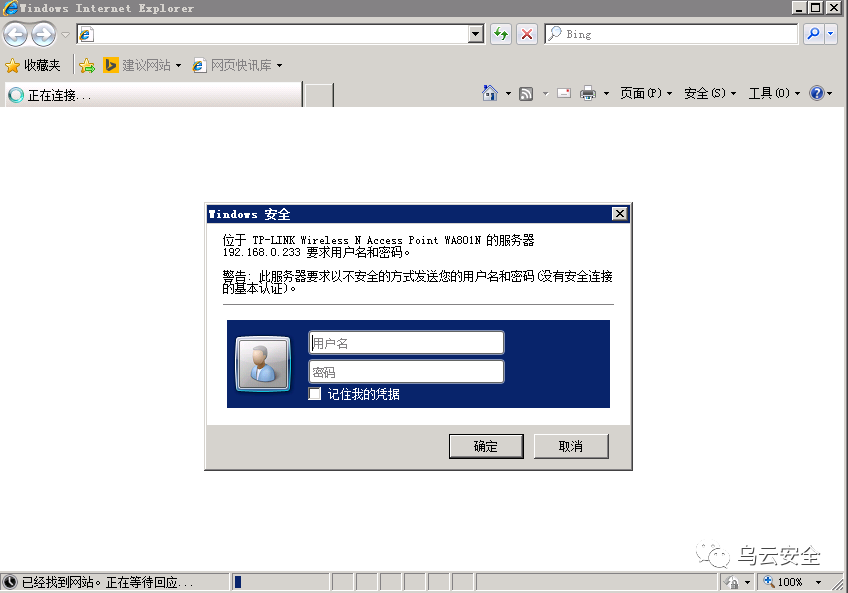 Windows Internet Explorer
Bing
收藏夹
建议网站
网页快讯库
正在连接...
页面(P)
安全(S)
工具(O)
Windows 安全
位于 TP-LINK Wireless N Access Point WA801N 的服务器
192.168.0.233 要求用户名和密码。
警告: 此服务器要求以不安全的方式发送您的用户名和密码(没有安全连接
的基本认证)。
用户名
密码
记住我的凭据
确定
取消
乌云安全
已经找到网站。正在等待回应...
100%